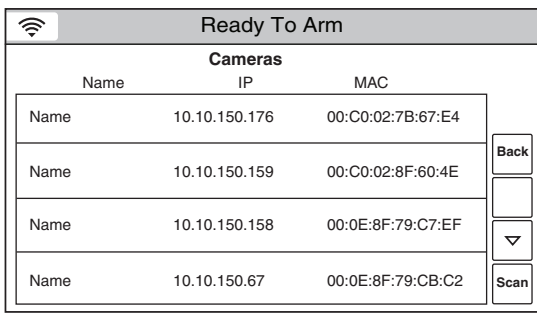 Ready To Arm
Cameras
Name IP MAC
Name 10.10.150.176 00:C0:02:7B:67:E4
Name 10.10.150.159 00:C0:02:8F:60:4E
Name 10.10.150.158 00:0E:8F:79:C7:EF
Name 10.10.150.67 00:0E:8F:79:CB:C2
Back
Scan